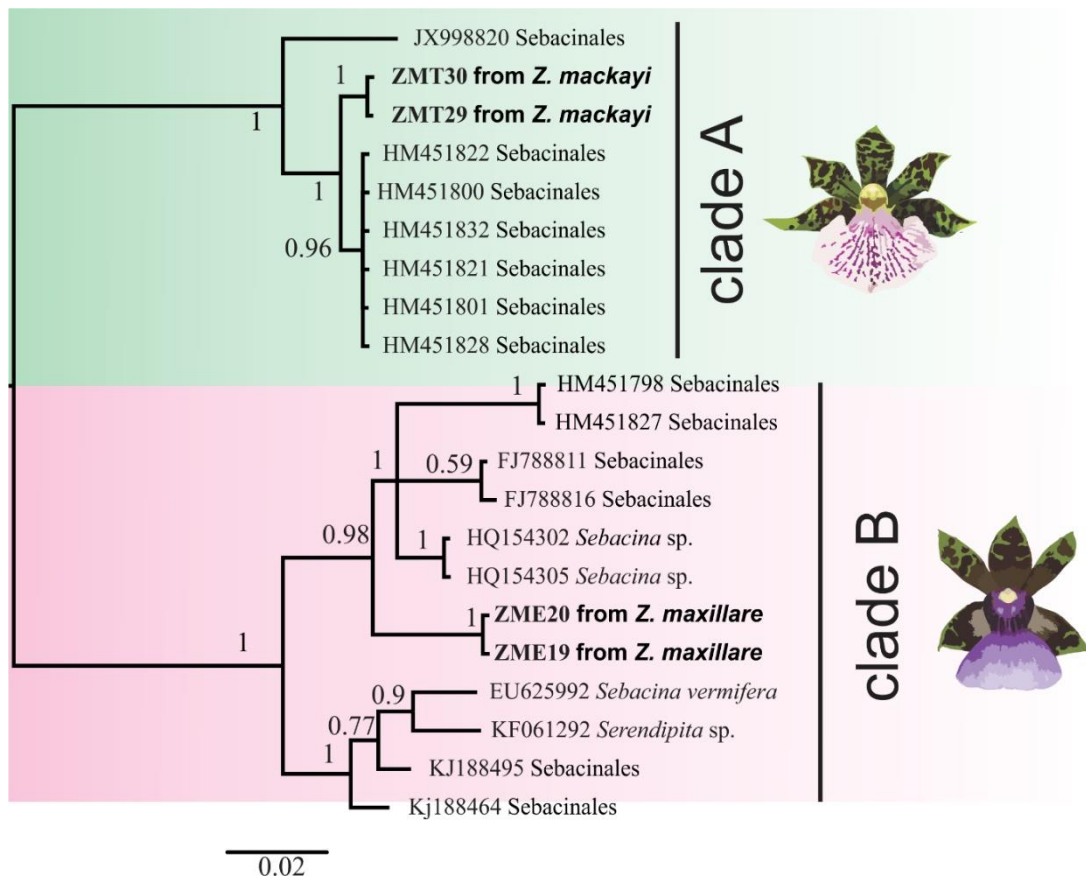 JX998820 Sebacinales
1
ZMT30 from Z. mackayi
ZMT29 from Z. mackayi
1
HM451822 Sebacinales
1
HM451800 Sebacinales
HM451832 Sebacinales
0.96
HM451821 Sebacinales
HM451801 Sebacinales
HM451828 Sebacinales
clade A
1
HM451798 Sebacinales
HM451827 Sebacinales
1
0.59
FJ788811 Sebacinales
FJ788816 Sebacinales
0.98
HQ154302 Sebacina sp.
1
HQ154305 Sebacina sp.
1
ZME20 from Z. maxillare
1
ZME19 from Z. maxillare
0.9
EU625992 Sebacina vermifera
0.77
KF061292 Serendipita sp.
1
KJ188495 Sebacinales
Kj188464 Sebacinales
clade B
0.02